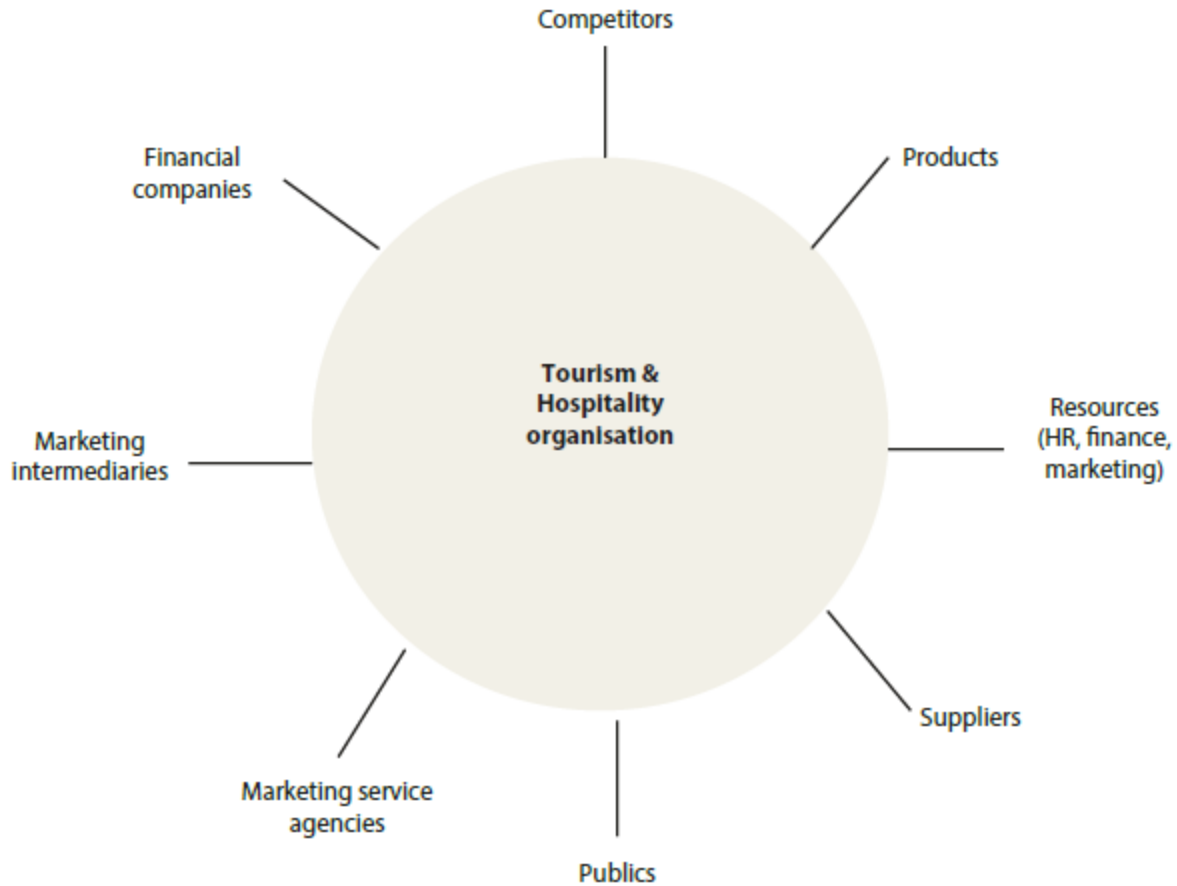 Competitors
Financial
companies
Products
Tourism &
Hospitality
organisation
Marketing
intermediaries
Resources
(HR, finance,
marketing)
Suppliers
Marketing service
agencies
Publics